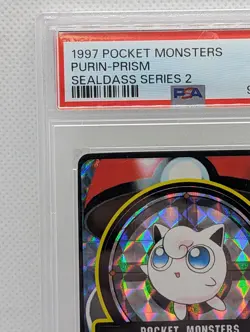 1997 POCKET MONSTERS
PURIN-PRISM
SEALDASS SERIES 2
PSA
POCKET MONSTERS